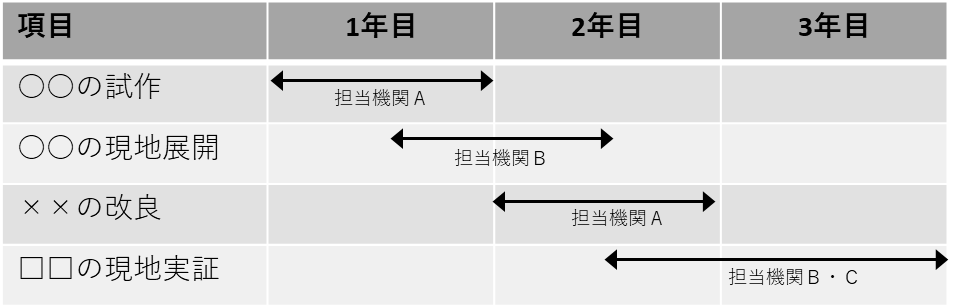 項目 1年目 2年目 3年目
○○の試作
担当機関A
○○の現地展開
担当機関B
××の改良
担当機関A
□□の現地実証
担当機関B・C